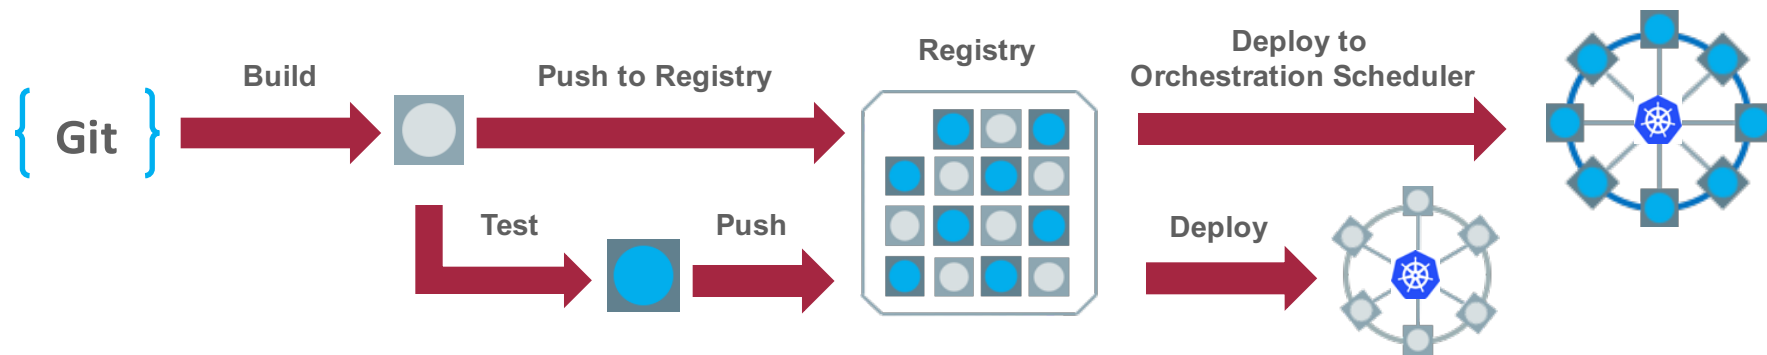 { Git }
Build
Push to Registry
Registry
Deploy to
Orchestration Scheduler
Test
Push
Deploy